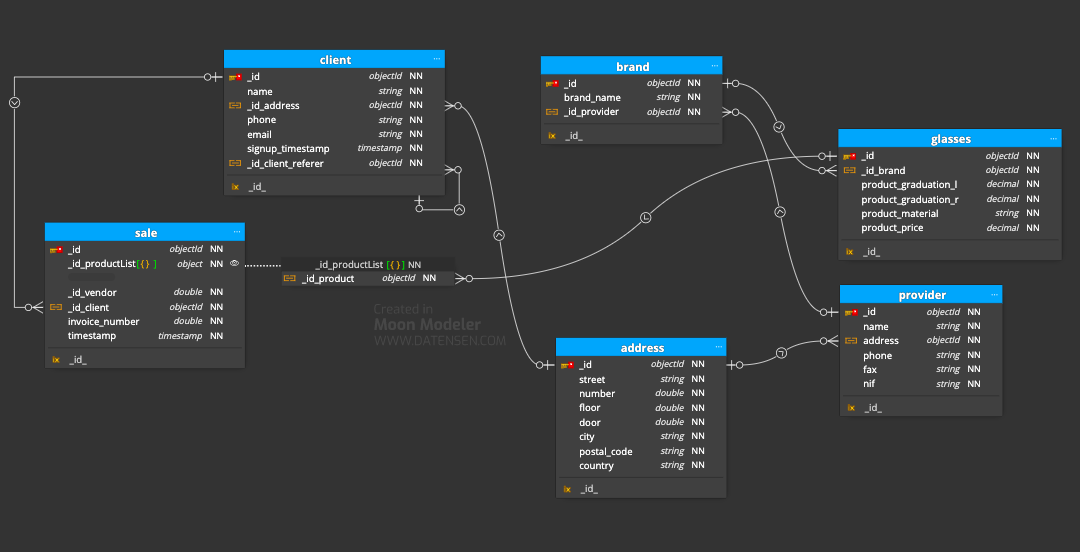 client ...
_id objectId NN
name string NN
_id_address objectId NN
phone string NN
email string NN
signup_timestamp timestamp NN
_id_client_referer objectId NN
ix _id_
brand ...
_id objectId NN
brand_name string NN
_id_provider objectId NN
ix _id_
glasses ...
_id objectId NN
_id_brand objectId NN
product_graduation_l decimal NN
product_graduation_r decimal NN
product_material string NN
product_price decimal NN
ix _id_
sale ...
_id objectId NN
_id_productList[{} ] object NN
_id_vendor double NN
_id_client objectId NN
invoice_number double NN
timestamp timestamp NN
ix _id_
_id_productList [{}] NN
_id_product objectId NN
Created in
Moon Modeler
WWW.DATENSEN.COM
address ...
_id objectId NN
street string NN
number double NN
floor double NN
door double NN
city string NN
postal_code string NN
country string NN
ix _id_
provider ...
_id objectId NN
name string NN
address objectId NN
phone string NN
fax string NN
nif string NN
ix _id_